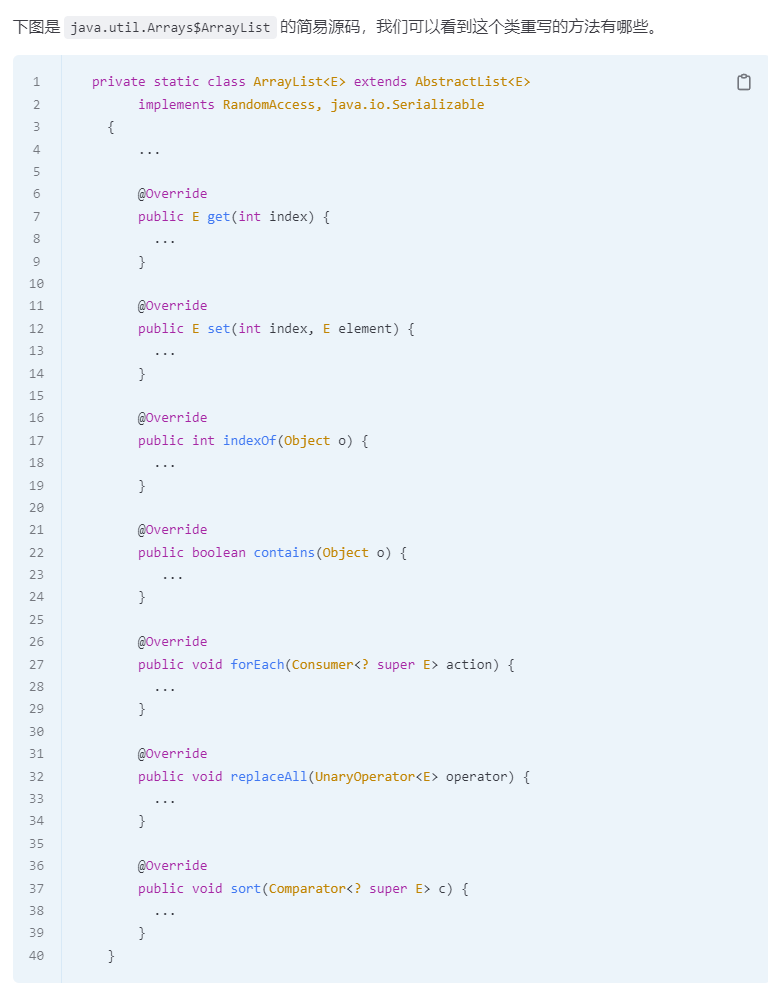 下图是 java.util.Arrays$ArrayList 的简易源码，我们可以看到这个类重写的方法有哪些。
1 private static class ArrayList<E> extends AbstractList<E>
2 implements RandomAccess, java.io.Serializable
3 {
4 ...
5
6 @Override
7 public E get(int index) {
8 ...
9 }
10
11 @Override
12 public E set(int index, E element) {
13 ...
14 }
15
16 @Override
17 public int indexOf(Object o) {
18 ...
19 }
20
21 @Override
22 public boolean contains(Object o) {
23 ...
24 }
25
26 @Override
27 public void forEach(Consumer<? super E> action) {
28 ...
29 }
30
31 @Override
32 public void replaceAll(UnaryOperator<E> operator) {
33 ...
34 }
35
36 @Override
37 public void sort(Comparator<? super E> c) {
38 ...
39 }
40 }